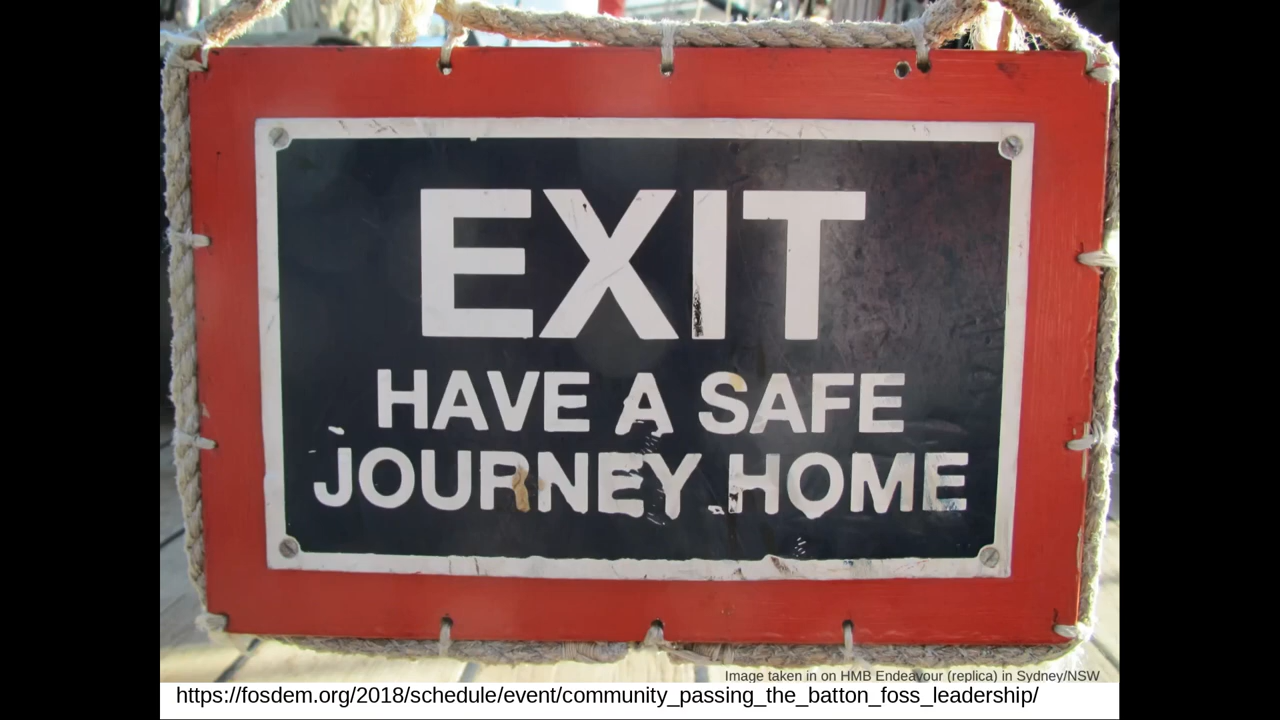 EXIT
HAVE A SAFE
JOURNEY HOME
Image taken in on HMB Endeavour (replica) in Sydney/NSW
https://fosdem.org/2018/schedule/event/community_passing_the_batton_foss_leadership/